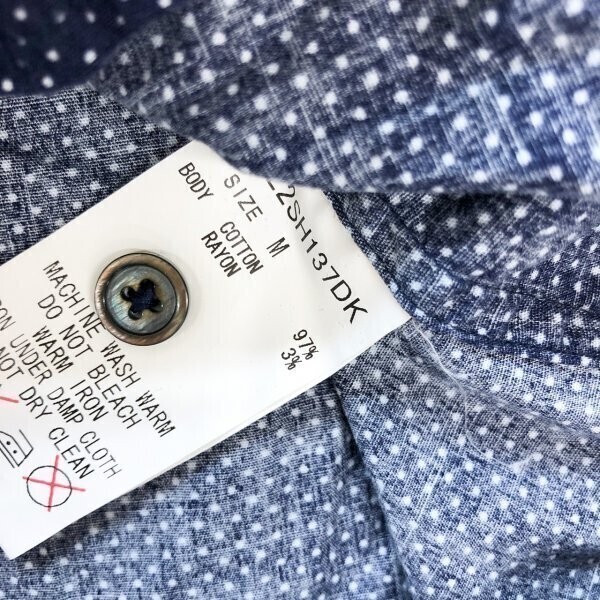 2SH137DK
SIZE M
BODY COTTON 97%
RAYON 3%
MACHINE WASH WARM
DO NOT BLEACH
WARM IRON
UNDER DAMP CLOTH
NOT DRY CLEAN